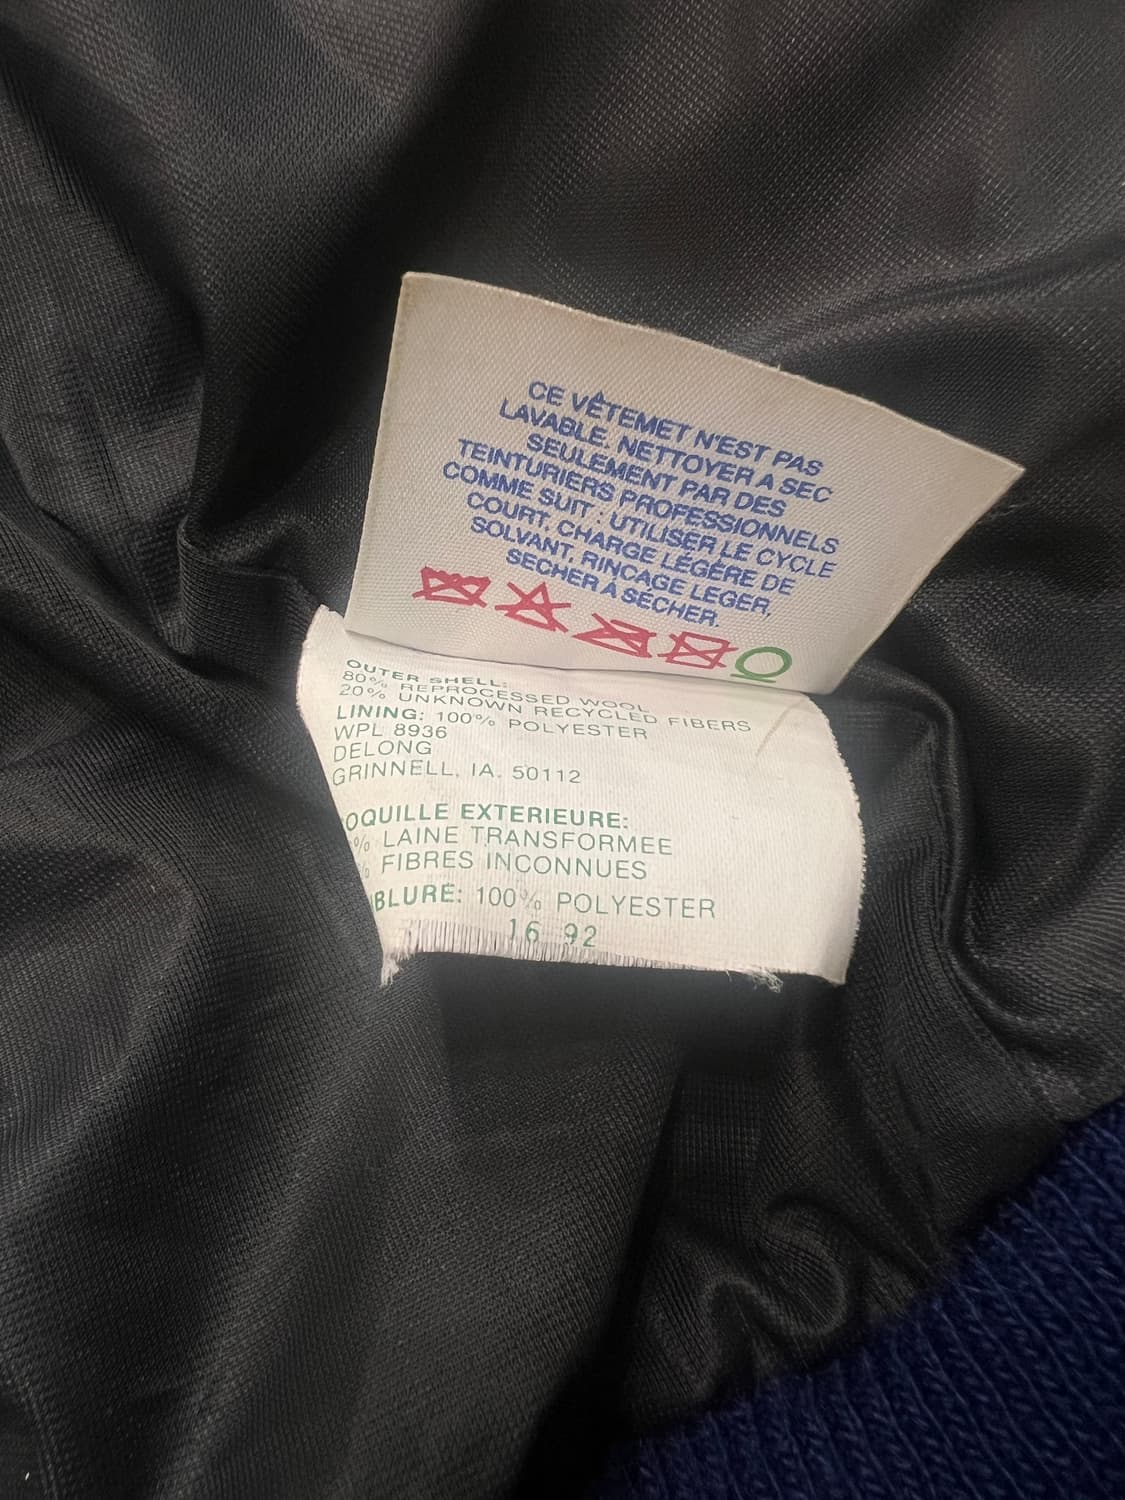 CE VÊTEMET N'EST PAS
LAVABLE. NETTOYER A SEC
SEULEMENT PAR DES
TEINTURIERS PROFESSIONNELS
COMME SUIT : UTILISER LE CYCLE
COURT, CHARGE LÉGÈRE DE
SOLVANT, RINCAGE LEGER,
SECHER À SÉCHER.
OUTER SHELL:
80% REPROCESSED WOOL
20% UNKNOWN RECYCLED FIBERS
LINING: 100% POLYESTER
WPL 8936
DELONG
GRINNELL, IA. 50112
OQUILLE EXTERIEURE:
% LAINE TRANSFORMEE
% FIBRES INCONNUES
BLURE: 100% POLYESTER
16 92